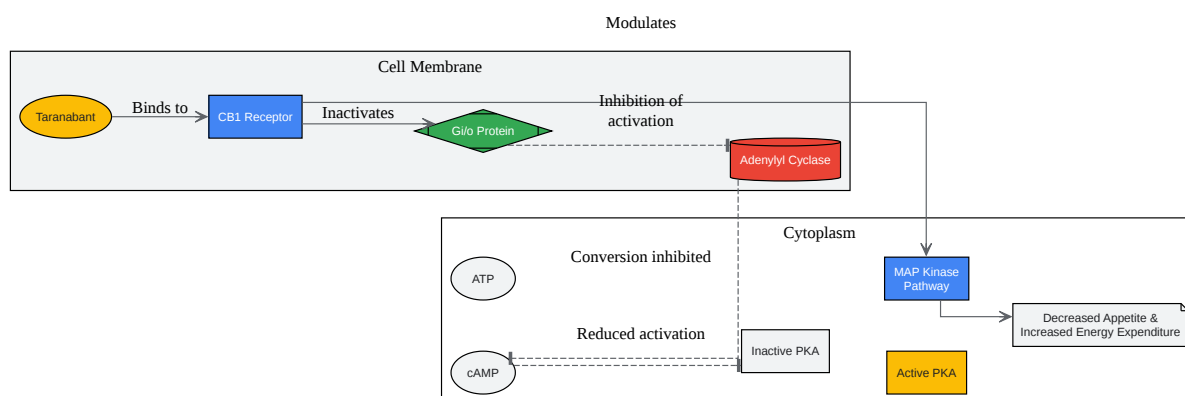 Modulates
Cell Membrane
Taranabant
Binds to
CB1 Receptor
Inactivates
Gi/o Protein
Inhibition of
activation
Adenylyl Cyclase
Cytoplasm
ATP
Conversion inhibited
MAP Kinase
Pathway
Decreased Appetite &
Increased Energy Expenditure
Reduced activation
Inactive PKA
cAMP
Active PKA